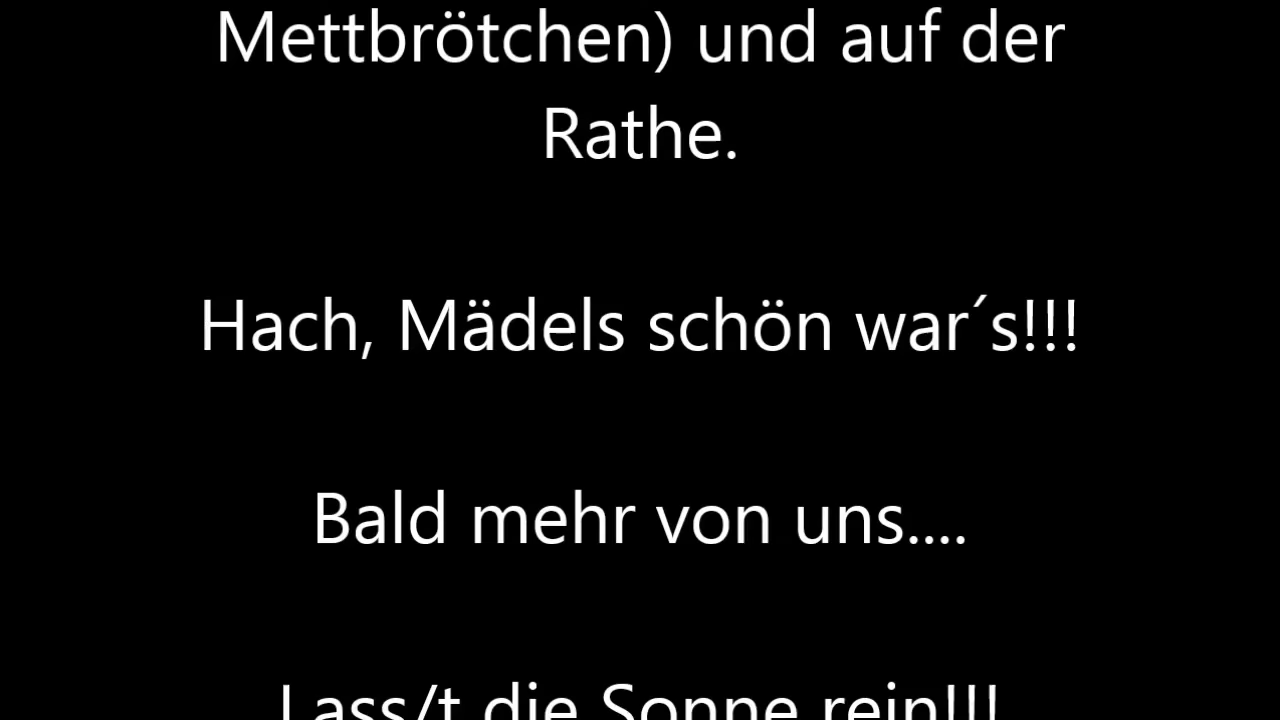 Mettbrötchen) und auf der
Rathe.
Hach, Mädels schön war´s!!!
Bald mehr von uns....
Lass/t die Sonne rein!!!